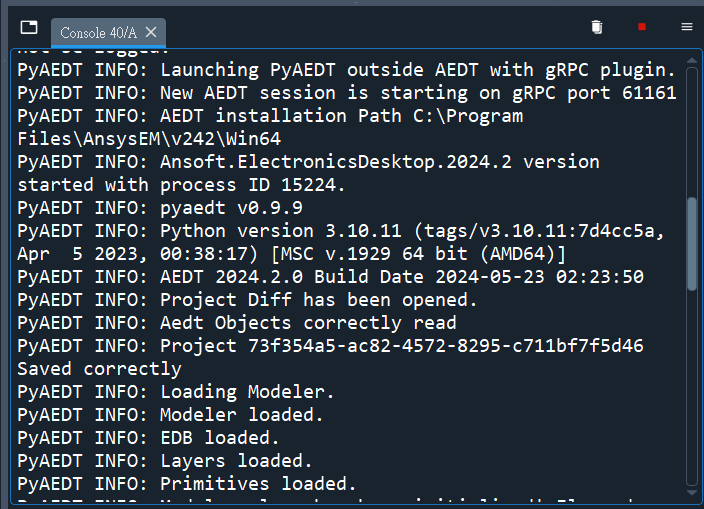 Console 40/A
not be logged.
PyAEDT INFO: Launching PyAEDT outside AEDT with gRPC plugin.
PyAEDT INFO: New AEDT session is starting on gRPC port 61161
PyAEDT INFO: AEDT installation Path C:\Program
Files\AnsysEM\v242\Win64
PyAEDT INFO: Ansoft.ElectronicsDesktop.2024.2 version
started with process ID 15224.
PyAEDT INFO: pyaedt v0.9.9
PyAEDT INFO: Python version 3.10.11 (tags/v3.10.11:7d4cc5a,
Apr  5 2023, 00:38:17) [MSC v.1929 64 bit (AMD64)]
PyAEDT INFO: AEDT 2024.2.0 Build Date 2024-05-23 02:23:50
PyAEDT INFO: Project Diff has been opened.
PyAEDT INFO: Aedt Objects correctly read
PyAEDT INFO: Project 73f354a5-ac82-4572-8295-c711bf7f5d46
Saved correctly
PyAEDT INFO: Loading Modeler.
PyAEDT INFO: Modeler loaded.
PyAEDT INFO: EDB loaded.
PyAEDT INFO: Layers loaded.
PyAEDT INFO: Primitives loaded.
PyAEDT INFO: